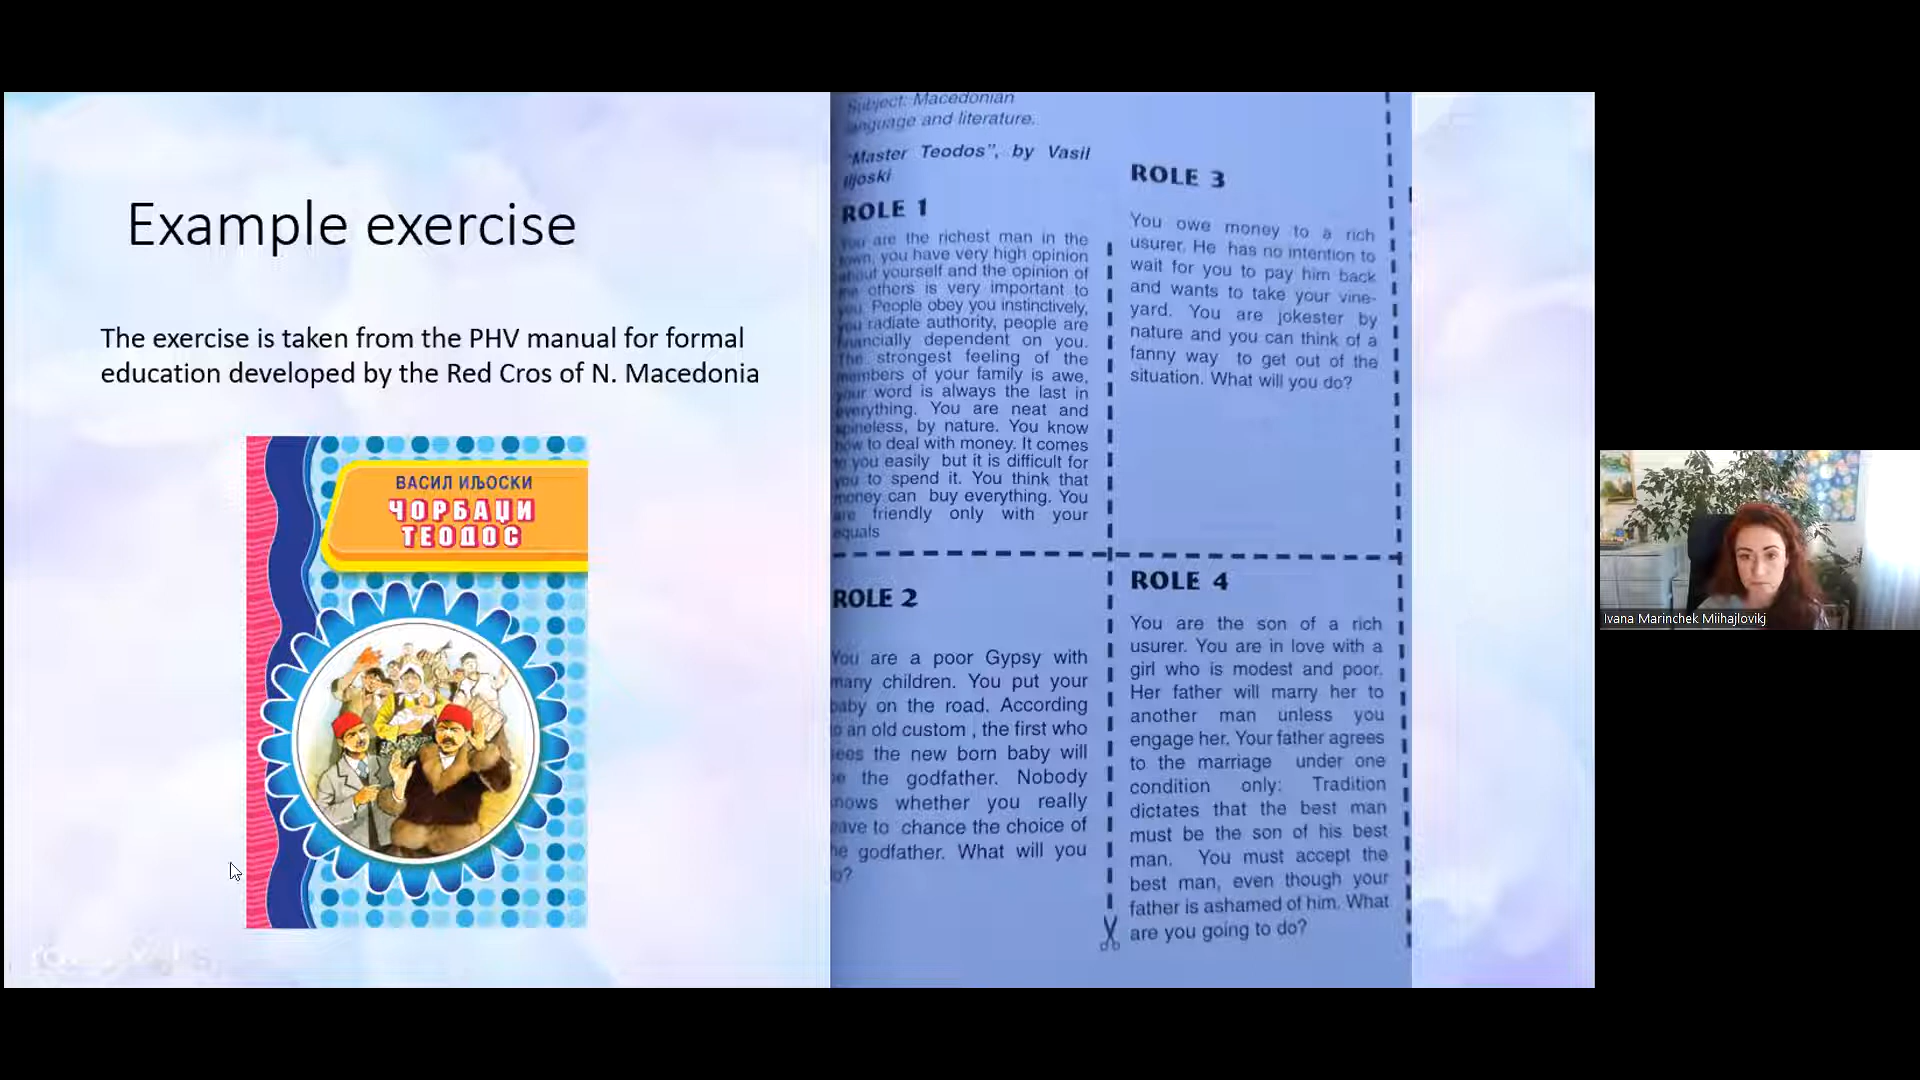 Example exercise
The exercise is taken from the PHV manual for formal
education developed by the Red Cros of N. Macedonia
ВАСИЛ ИЉОСКИ
ЧОРБАЏИ
ТЕОДОС
Subject: Macedonian
language and literature.
"Master Teodos", by Vasil
Iljoski
ROLE 1
You are the richest man in the
town, you have very high opinion
about yourself and the opinion of
the others is very important to
you. People obey you instinctively,
you radiate authority, people are
financially dependent on you.
The strongest feeling of the
members of your family is awe,
your word is always the last in
everything. You are neat and
spineless, by nature. You know
how to deal with money. It comes
to you easily but it is difficult for
you to spend it. You think that
money can buy everything. You
are friendly only with your
equals
ROLE 2
You are a poor Gypsy with
many children. You put your
baby on the road. According
to an old custom , the first who
sees the new born baby will
be the godfather. Nobody
knows whether you really
leave to chance the choice of
the godfather. What will you
do?
ROLE 3
You owe money to a rich
usurer. He has no intention to
wait for you to pay him back
and wants to take your vine-
yard. You are jokester by
nature and you can think of a
fanny way to get out of the
situation. What will you do?
ROLE 4
You are the son of a rich
usurer. You are in love with a
girl who is modest and poor.
Her father will marry her to
another man unless you
engage her. Your father agrees
to the marriage under one
condition only: Tradition
dictates that the best man
must be the son of his best
man. You must accept the
best man, even though your
father is ashamed of him. What
are you going to do?
Ivana Marinchek Miihajlovikj